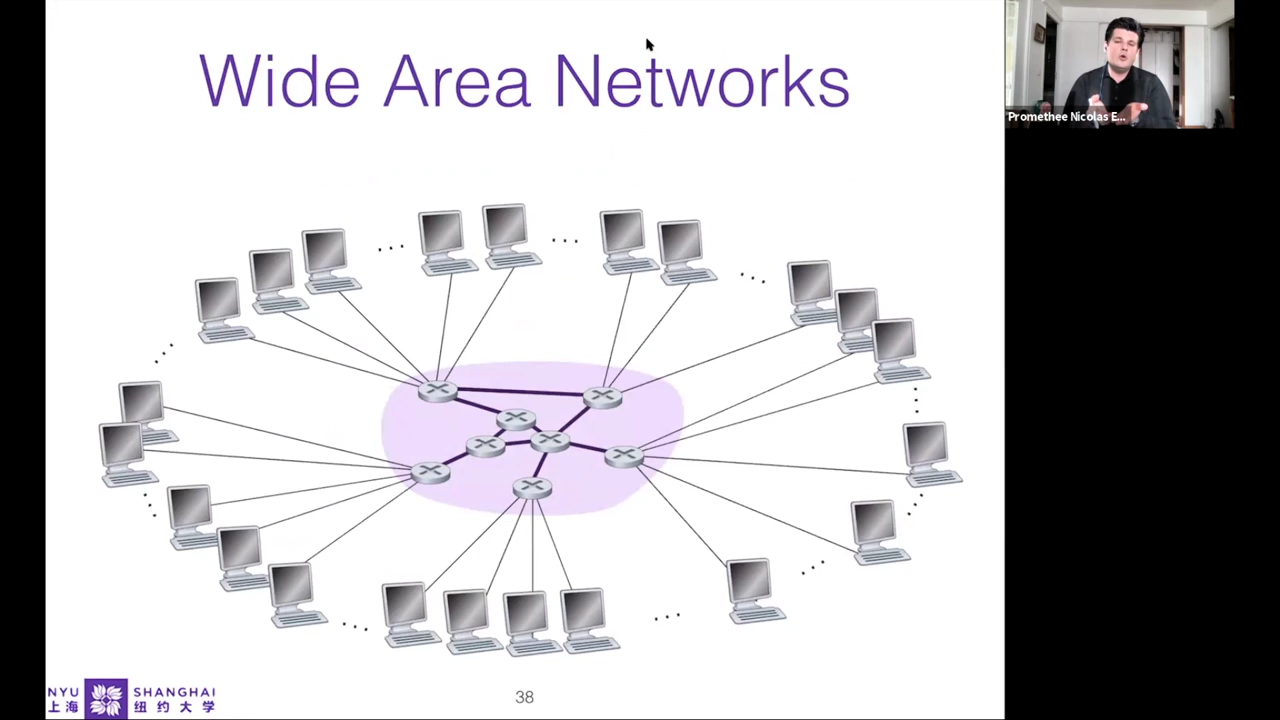 Wide Area Networks
Promethee Nicolas E...
NYU
上海
SHANGHAI
纽约大学
38